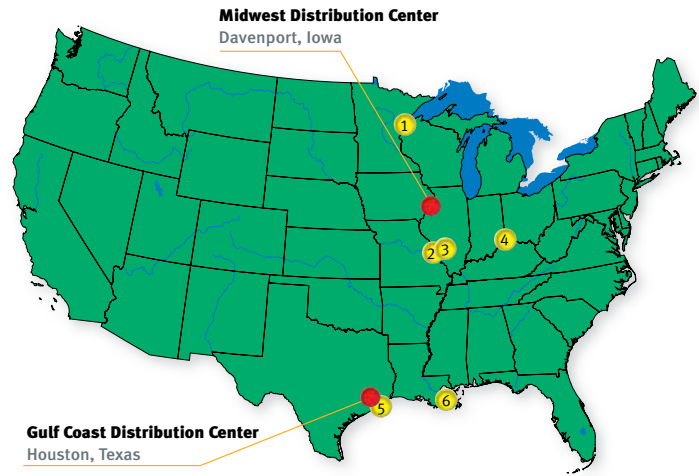 Midwest Distribution Center
Davenport, Iowa
1
2
3
4
5
6
Gulf Coast Distribution Center
Houston, Texas